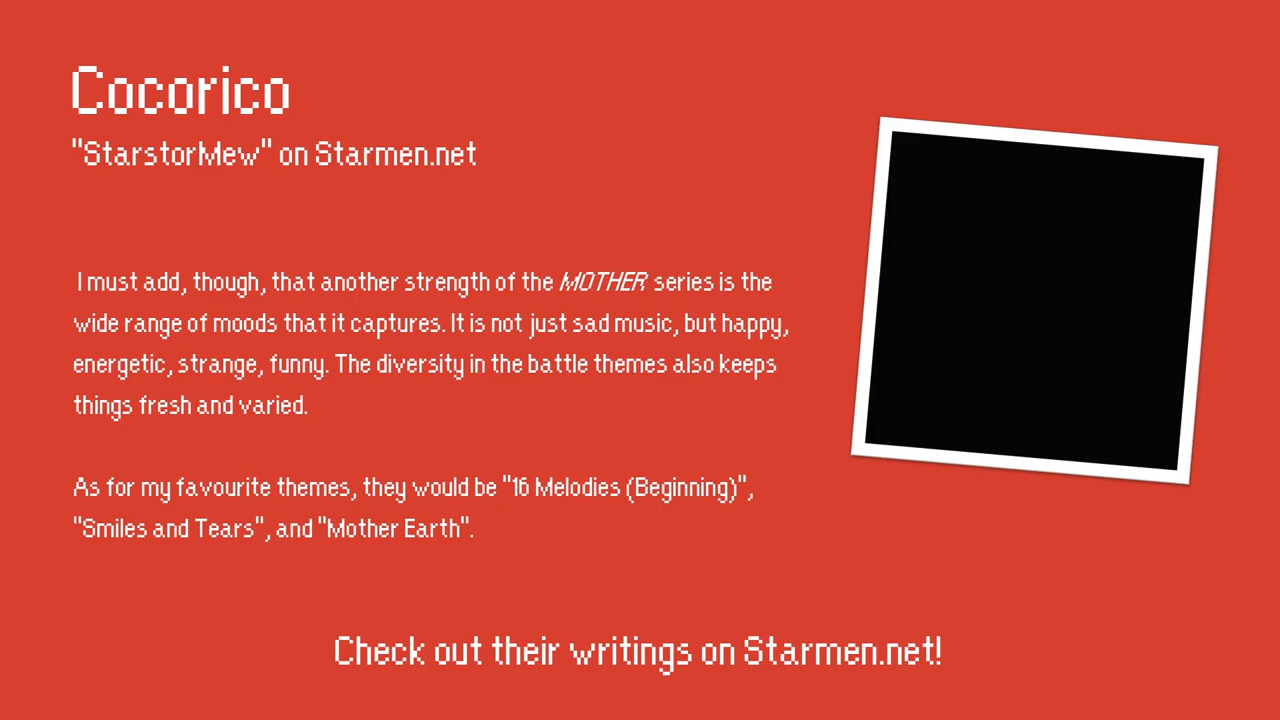 Cocorico
"StarstorMew" on Starmen.net
I must add, though, that another strength of the MOTHER series is the
wide range of moods that it captures. It is not just sad music, but happy,
energetic, strange, funny. The diversity in the battle themes also keeps
things fresh and varied.
As for my favourite themes, they would be "16 Melodies (Beginning)",
"Smiles and Tears", and "Mother Earth".
Check out their writings on Starmen.net!